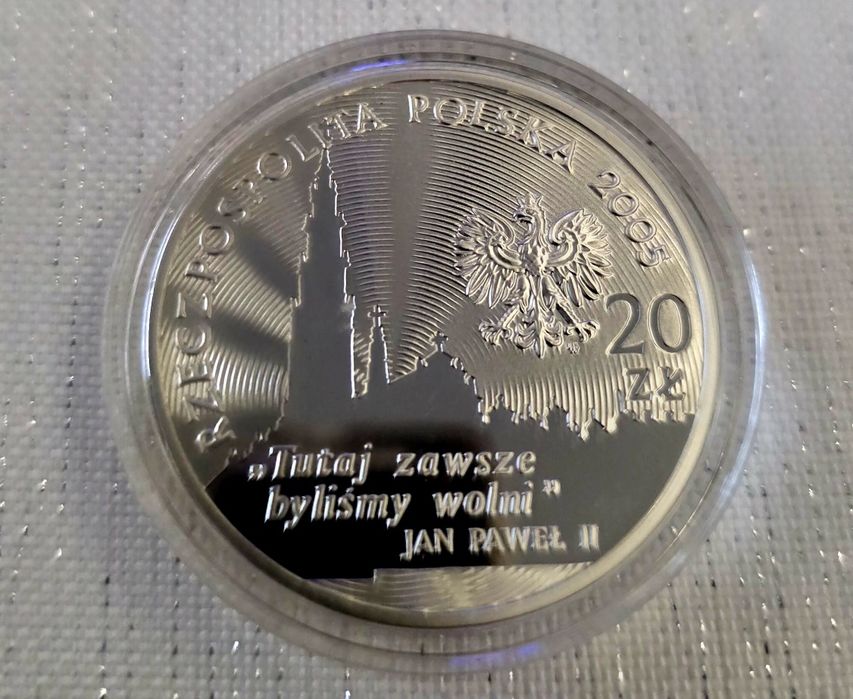 RZECZPOSPOLITA POLSKA 2005
20
ZŁ
„Tutaj zawsze
byliśmy wolni”
JAN PAWEŁ II